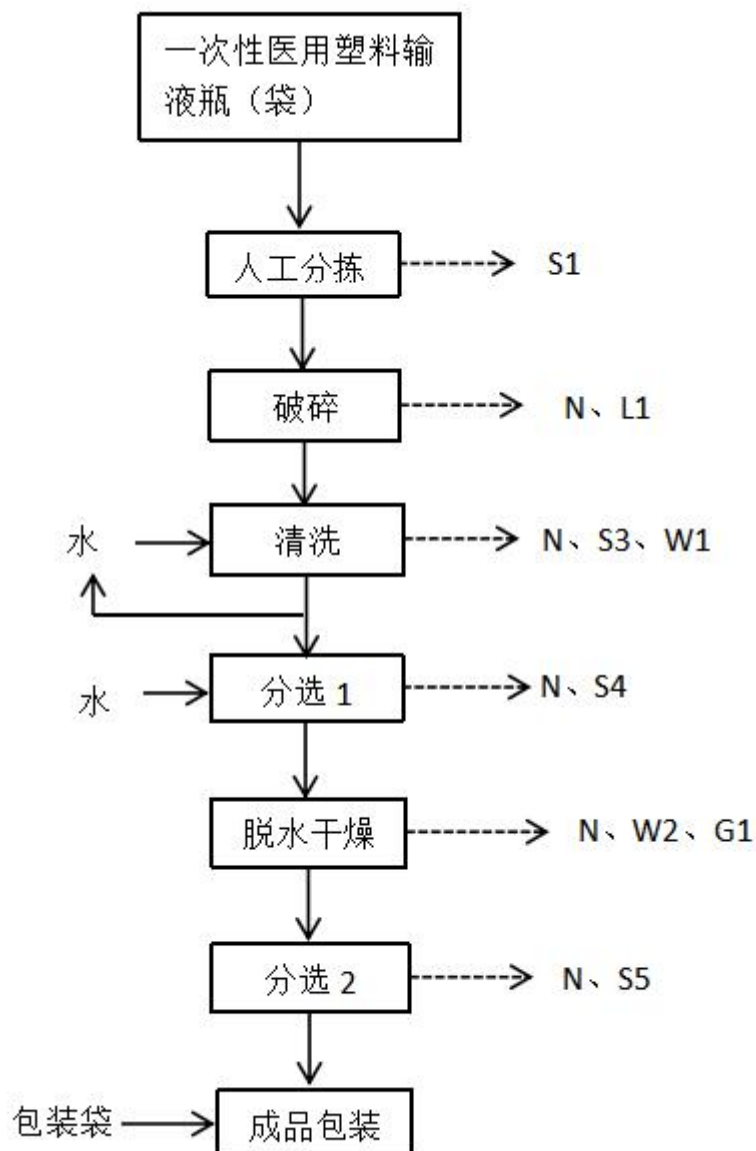 一次性医用塑料输
液瓶（袋）
人工分拣
S1
破碎
N、L1
水
清洗
N、S3、W1
水
分选 1
N、S4
脱水干燥
N、W2、G1
分选 2
N、S5
包装袋
成品包装